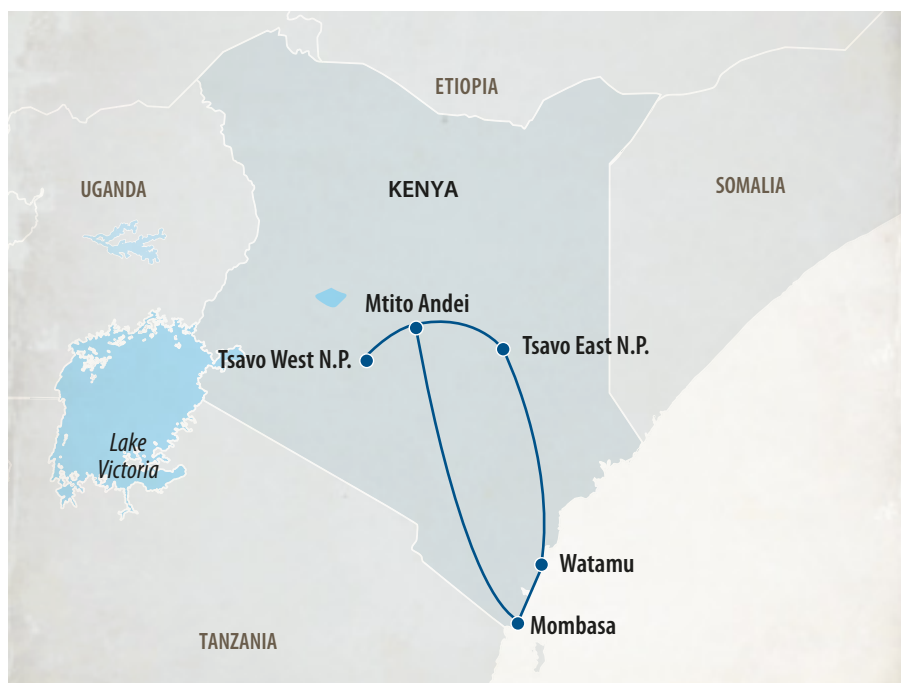 ETIOPIA
UGANDA
KENYA
SOMALIA
Mtito Andei
Tsavo West N.P.
Tsavo East N.P.
Lake
Victoria
Watamu
Mombasa
TANZANIA